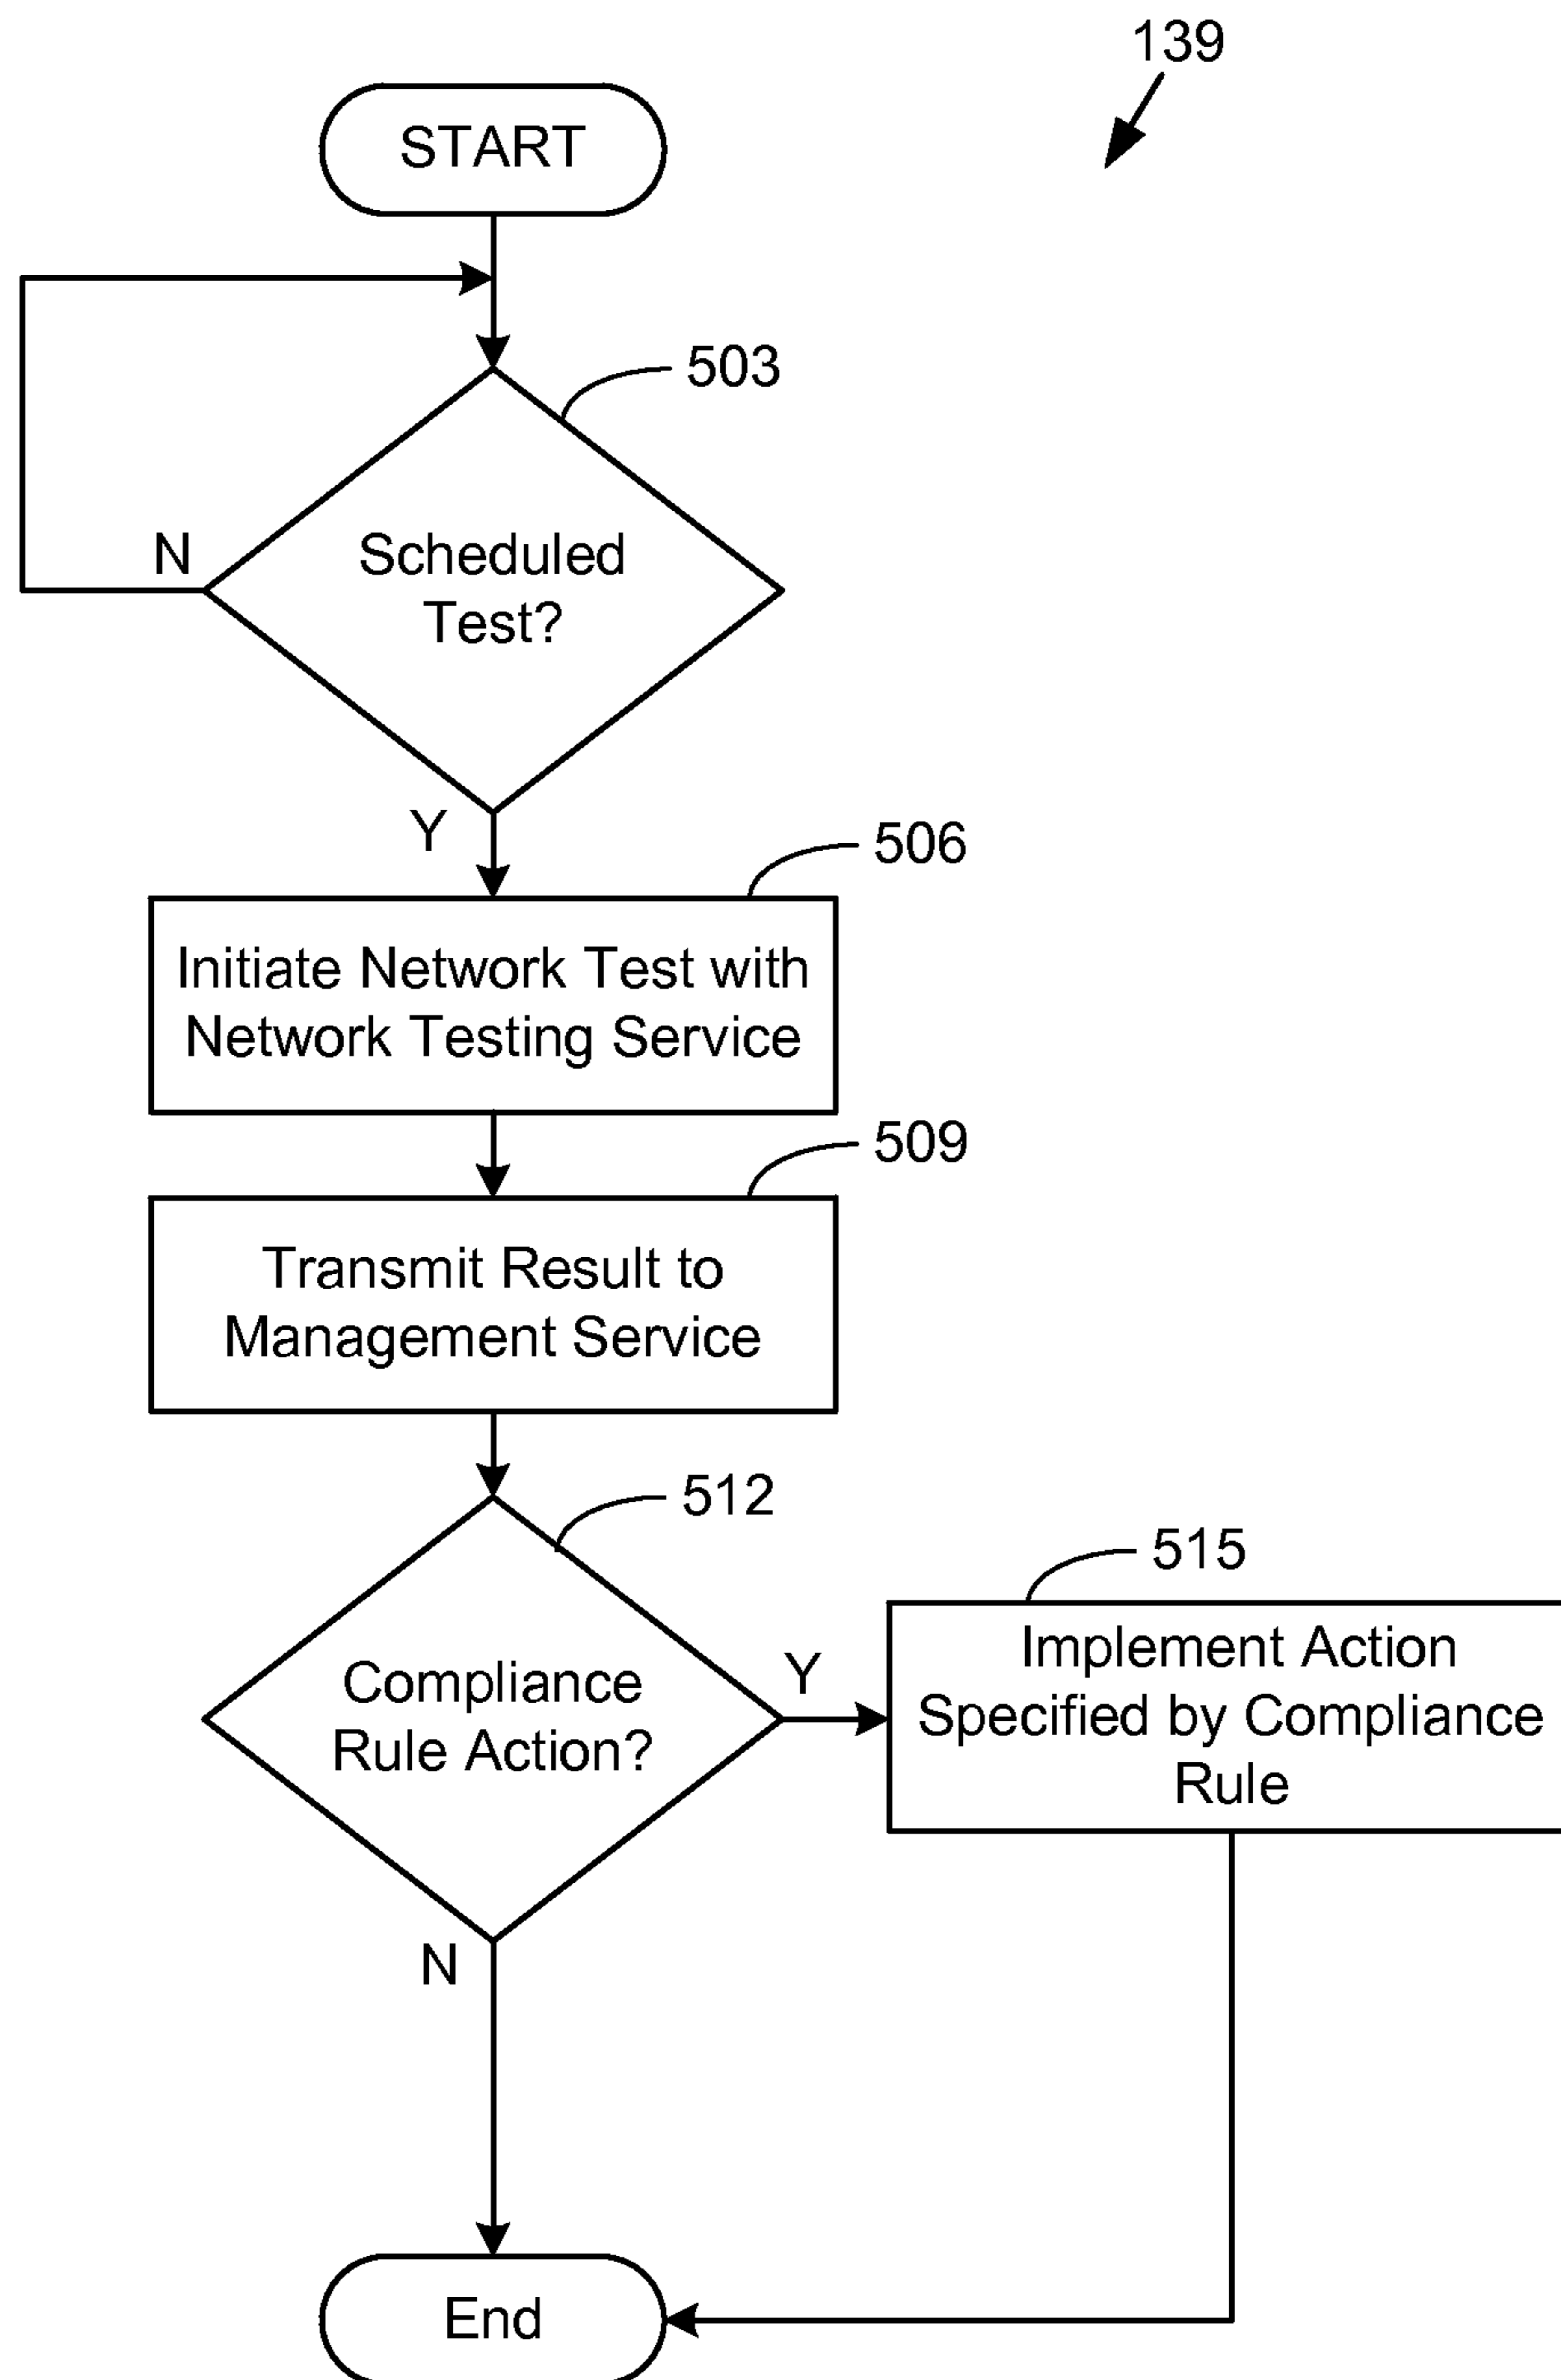 139
START
503
Scheduled
Test?
N
Y
506
Initiate Network Test with
Network Testing Service
509
Transmit Result to
Management Service
512
Compliance
Rule Action?
Y
515
Implement Action
Specified by Compliance
Rule
N
End